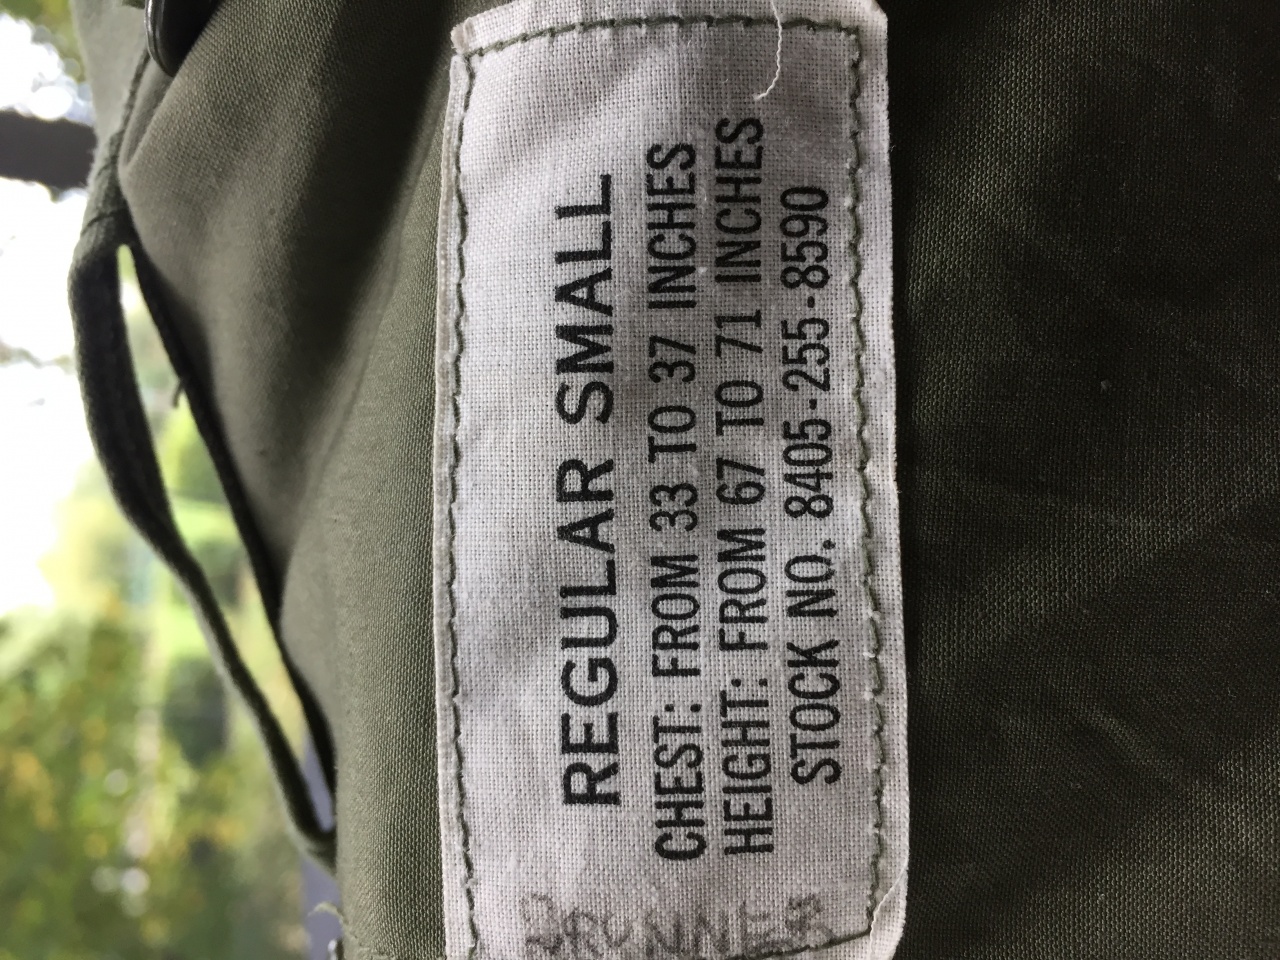 REGULAR SMALL
CHEST: FROM 33 TO 37 INCHES
HEIGHT: FROM 67 TO 71 INCHES
STOCK NO. 8405-255-8590
BRUNNER